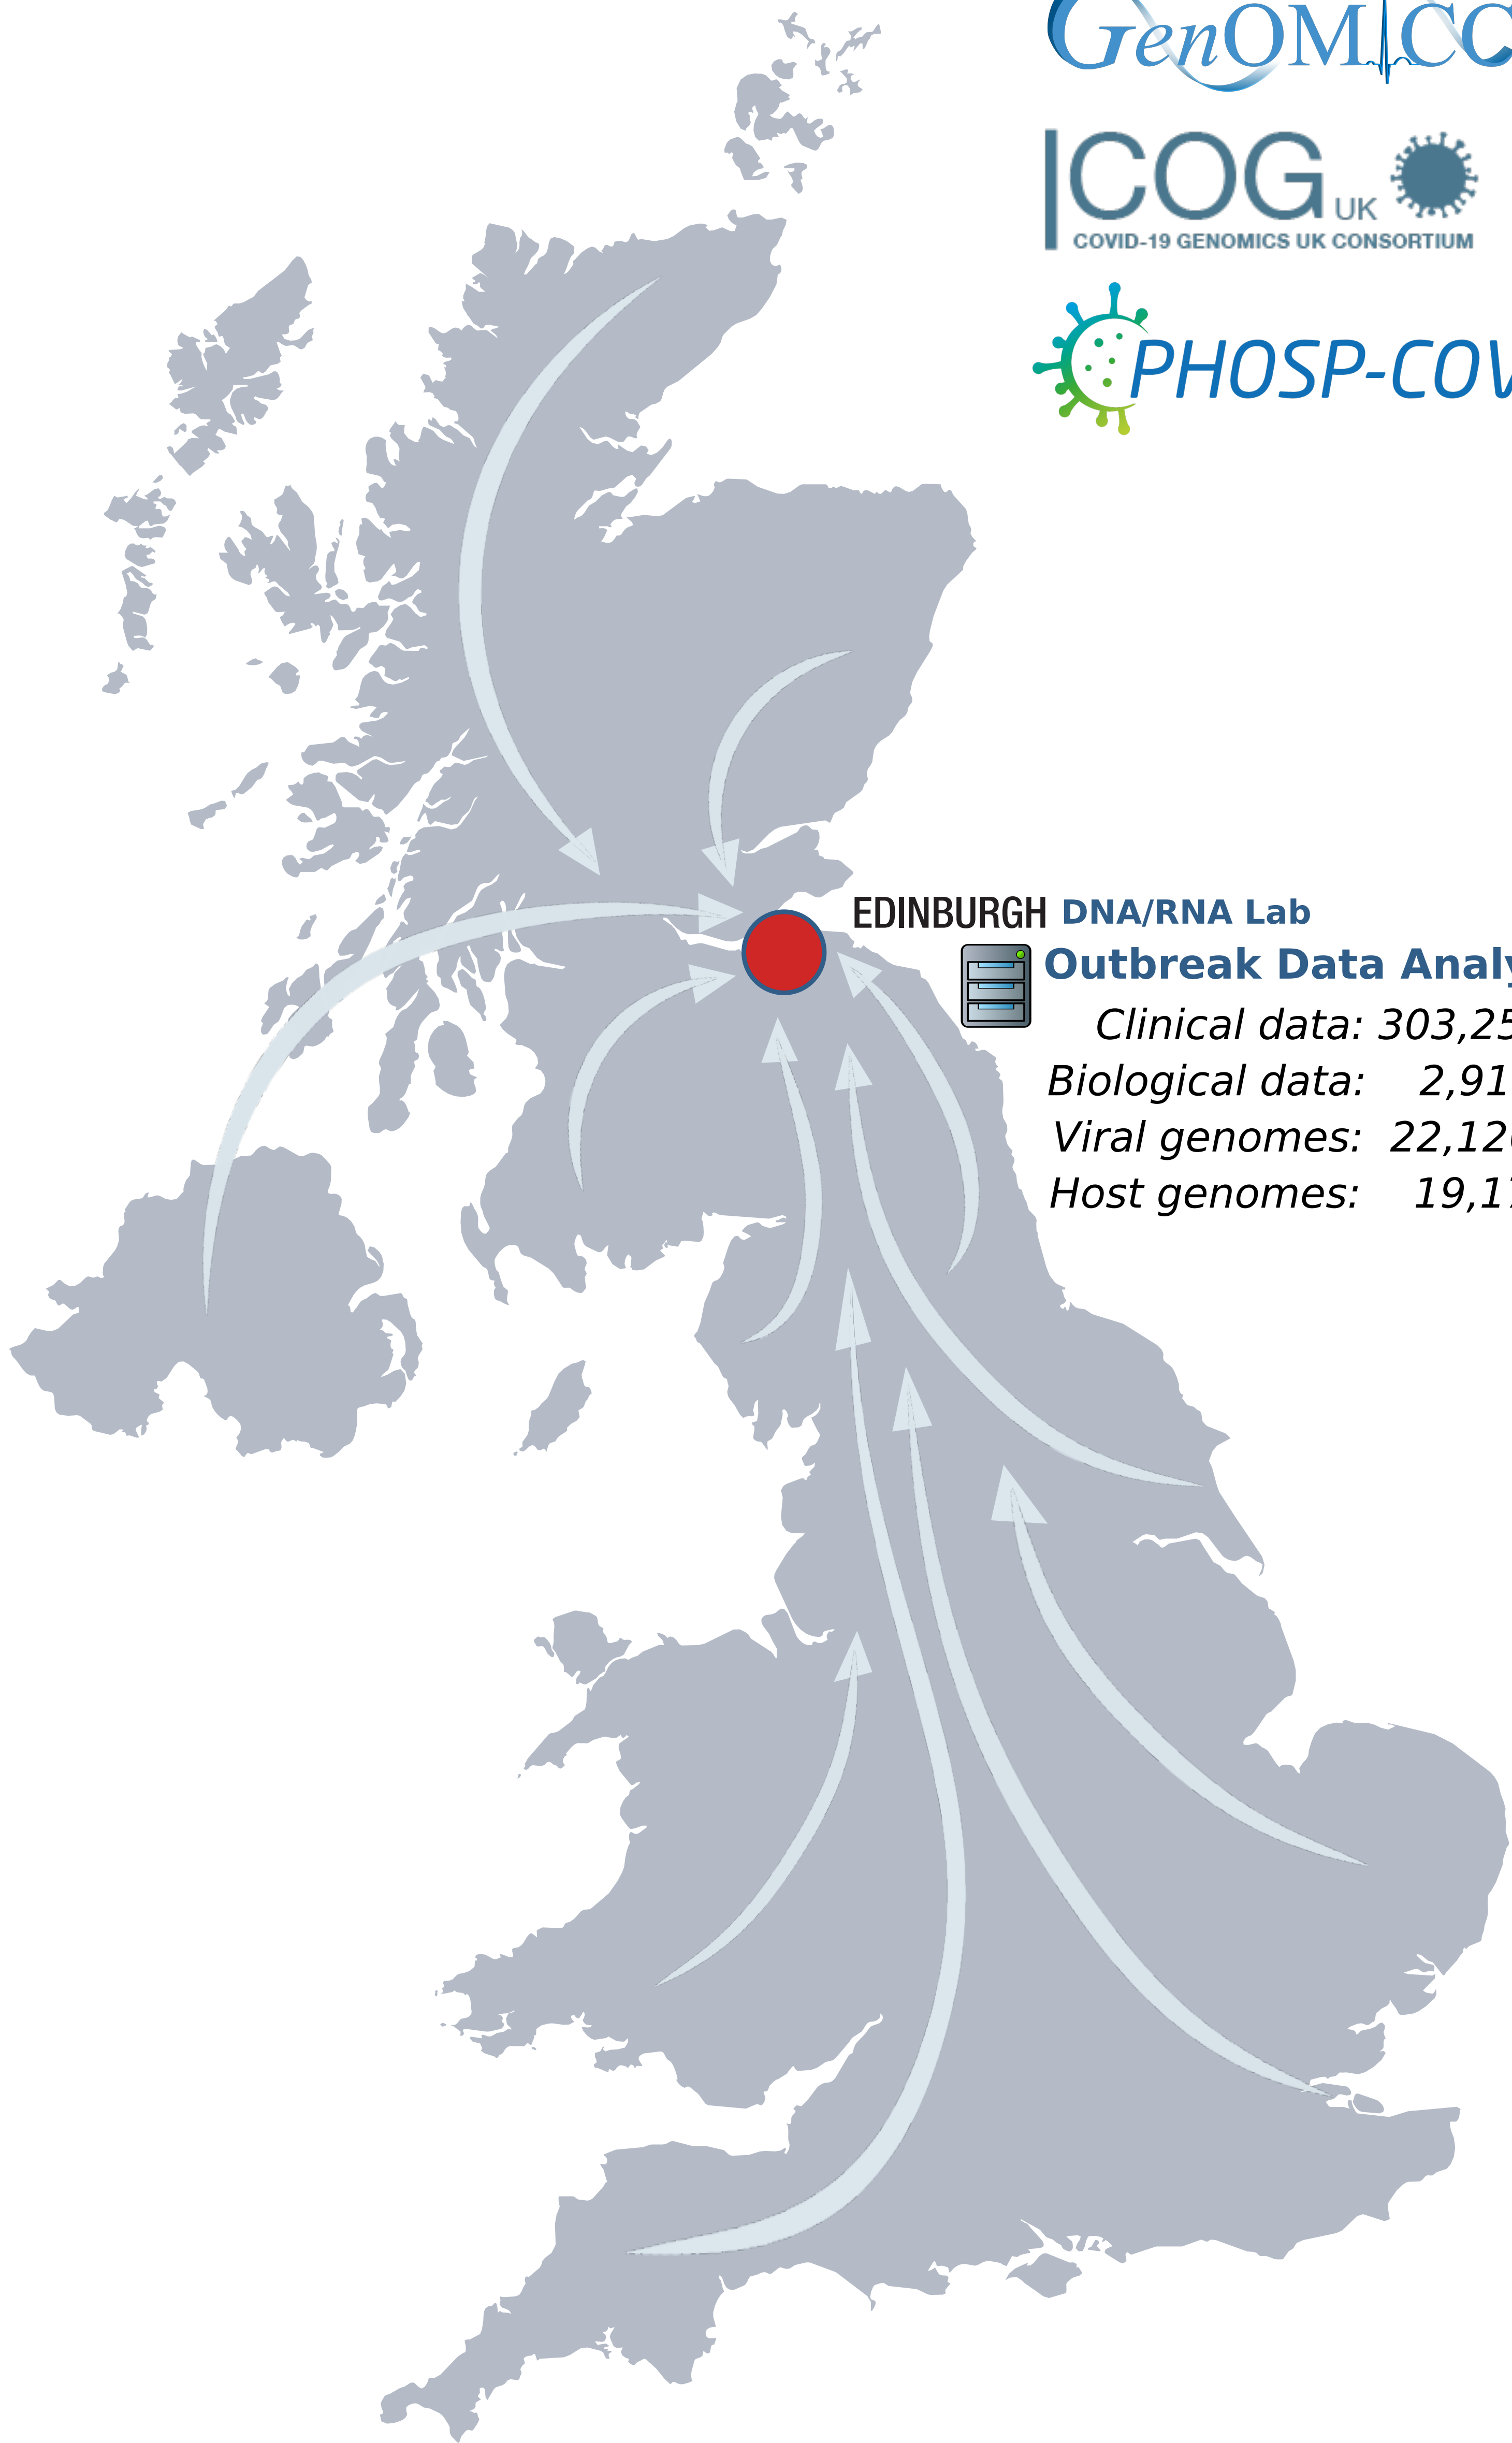 GenOMICC
COG UK
COVID-19 GENOMICS UK CONSORTIUM
PHOSP-COV
EDINBURGH DNA/RNA Lab
Outbreak Data Analy
Clinical data: 303,25
Biological data: 2,91
Viral genomes: 22,12
Host genomes: 19,1